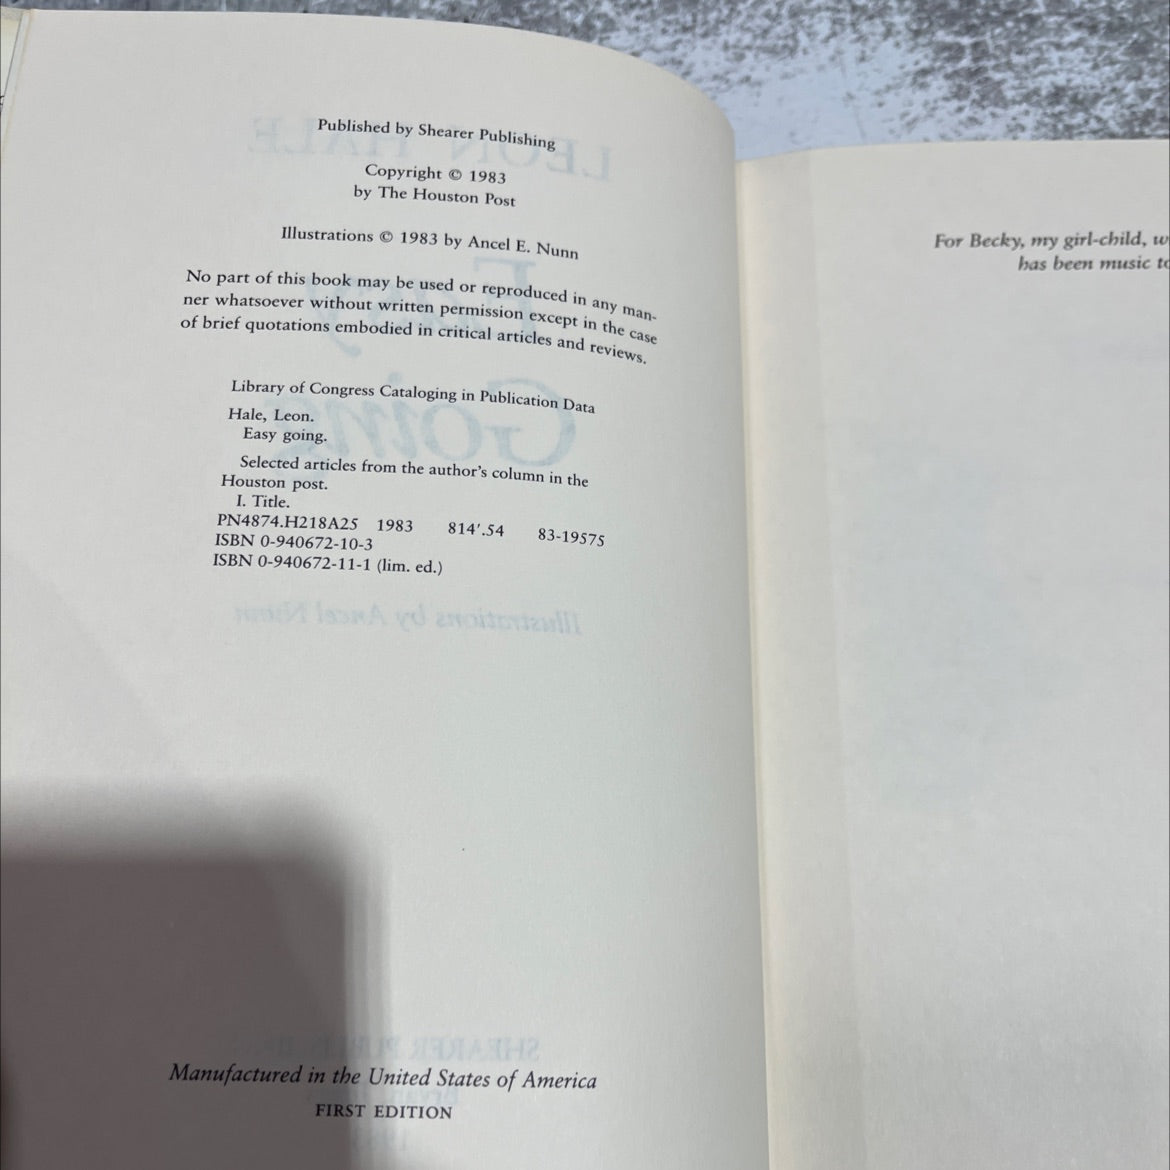 Published by Shearer Publishing
Copyright © 1983
by The Houston Post
Illustrations © 1983 by Ancel E. Nunn
No part of this book may be used or reproduced in any man-
ner whatsoever without written permission except in the case
of brief quotations embodied in critical articles and reviews.
Library of Congress Cataloging in Publication Data
Hale, Leon.
Easy going.
Selected articles from the author's column in the
Houston post.
I. Title.
PN4874.H218A25 1983 814'.54 83-19575
ISBN 0-940672-10-3
ISBN 0-940672-11-1 (lim. ed.)
Manufactured in the United States of America
FIRST EDITION
For Becky, my girl-child, w
has been music to